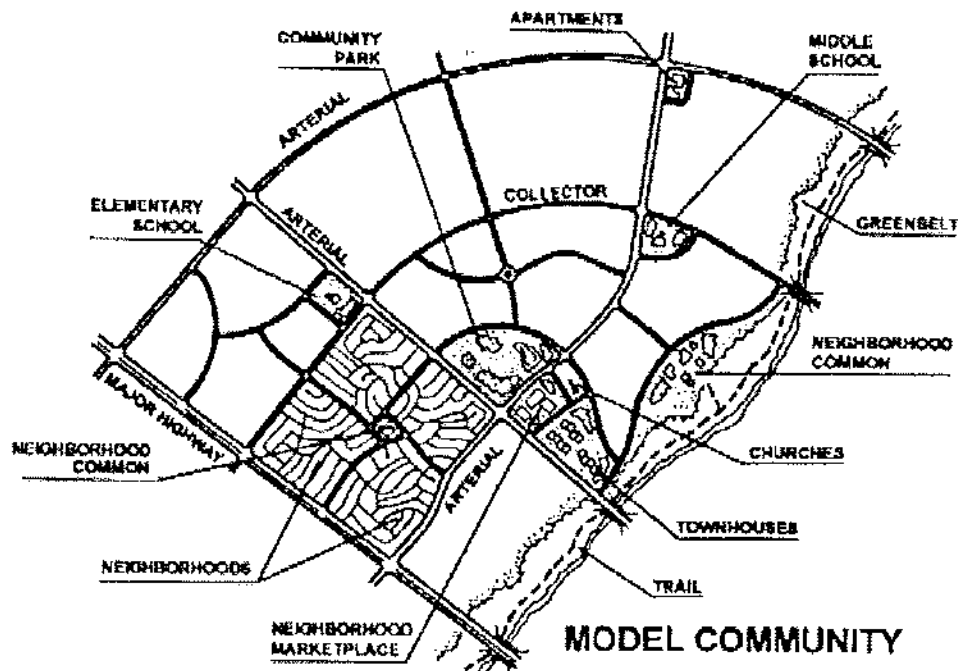 APARTMENTS
COMMUNITY
PARK
MIDDLE
SCHOOL
ARTERIAL
COLLECTOR
ELEMENTARY
SCHOOL
ARTERIAL
GREENBELT
NEIGHBORHOOD
COMMON
MAJOR HIGHWAY
NEIGHBORHOOD
COMMON
ARTERIAL
CHURCHES
TOWNHOUSES
NEIGHBORHOODS
TRAIL
NEIGHBORHOOD
MARKETPLACE
MODEL COMMUNITY